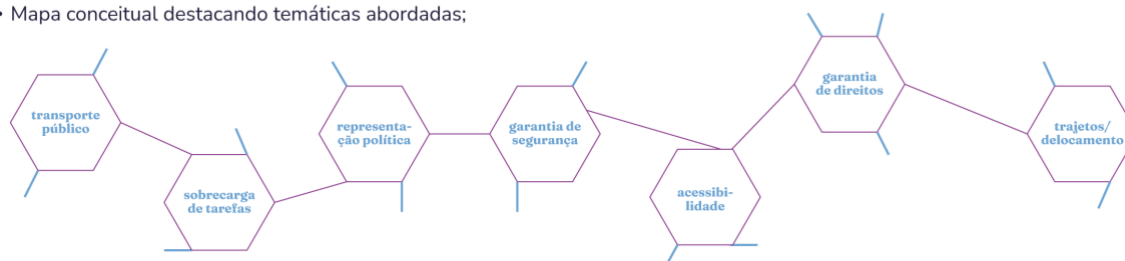 • Mapa conceitual destacando temáticas abordadas;
transporte
público
sobrecarga
de tarefas
representa-
ção política
garantia de
segurança
acessibi-
lidade
garantia
de direitos
trajetos/
delocamento